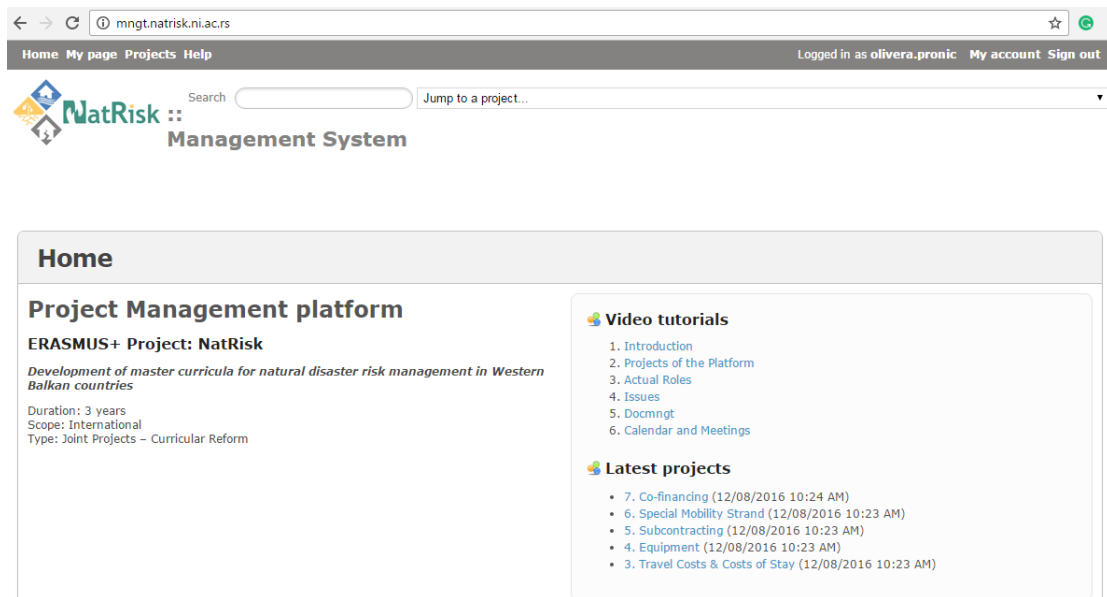 mngt.natrisk.ni.ac.rs
Home My page Projects Help
Logged in as olivera.pronic My account Sign out
NatRisk ::
Management System
Search
Jump to a project...
Home
Project Management platform
ERASMUS+ Project: NatRisk
Development of master curricula for natural disaster risk management in Western
Balkan countries
Duration: 3 years
Scope: International
Type: Joint Projects – Curricular Reform
Video tutorials
1. Introduction
2. Projects of the Platform
3. Actual Roles
4. Issues
5. Docmngt
6. Calendar and Meetings
Latest projects
• 7. Co-financing (12/08/2016 10:24 AM)
• 6. Special Mobility Strand (12/08/2016 10:23 AM)
• 5. Subcontracting (12/08/2016 10:23 AM)
• 4. Equipment (12/08/2016 10:23 AM)
• 3. Travel Costs & Costs of Stay (12/08/2016 10:23 AM)